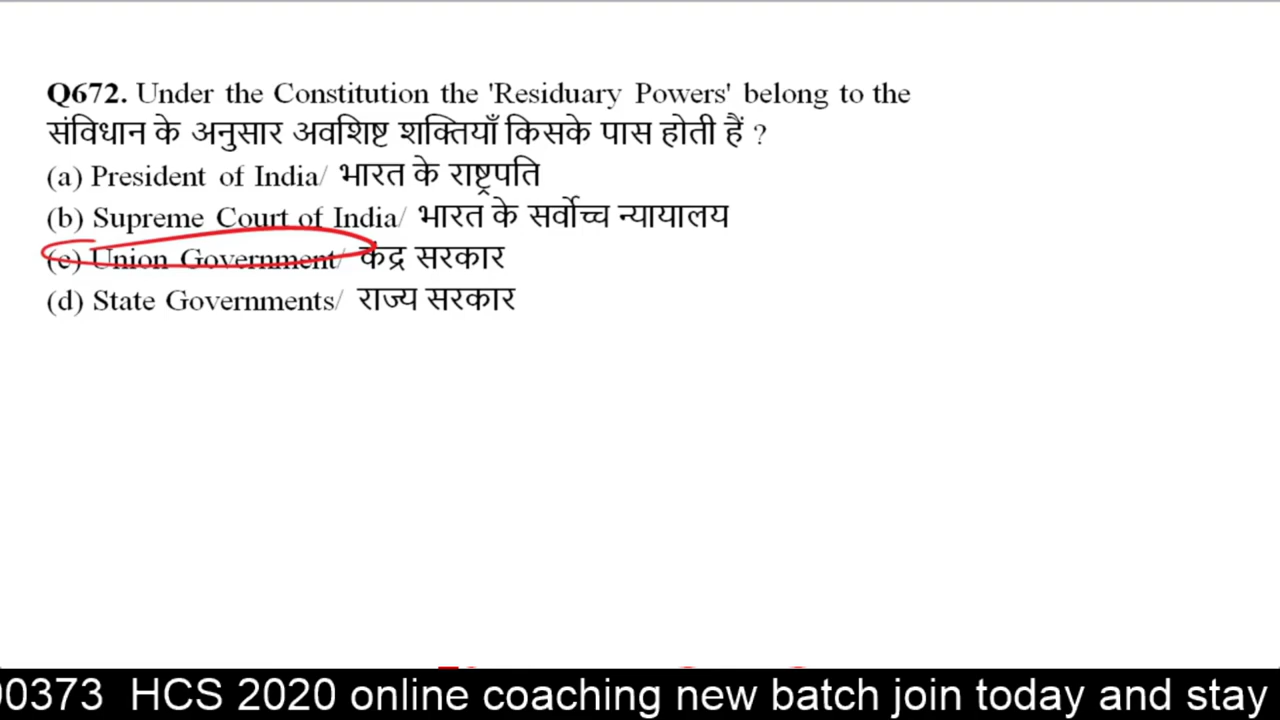 Q672. Under the Constitution the 'Residuary Powers' belong to the
संविधान के अनुसार अवशिष्ट शक्तियाँ किसके पास होती हैं ?
(a) President of India/ भारत के राष्ट्रपति
(b) Supreme Court of India/ भारत के सर्वोच्च न्यायालय
(c) Union Government/ केंद्र सरकार
(d) State Governments/ राज्य सरकार
00373 HCS 2020 online coaching new batch join today and stay